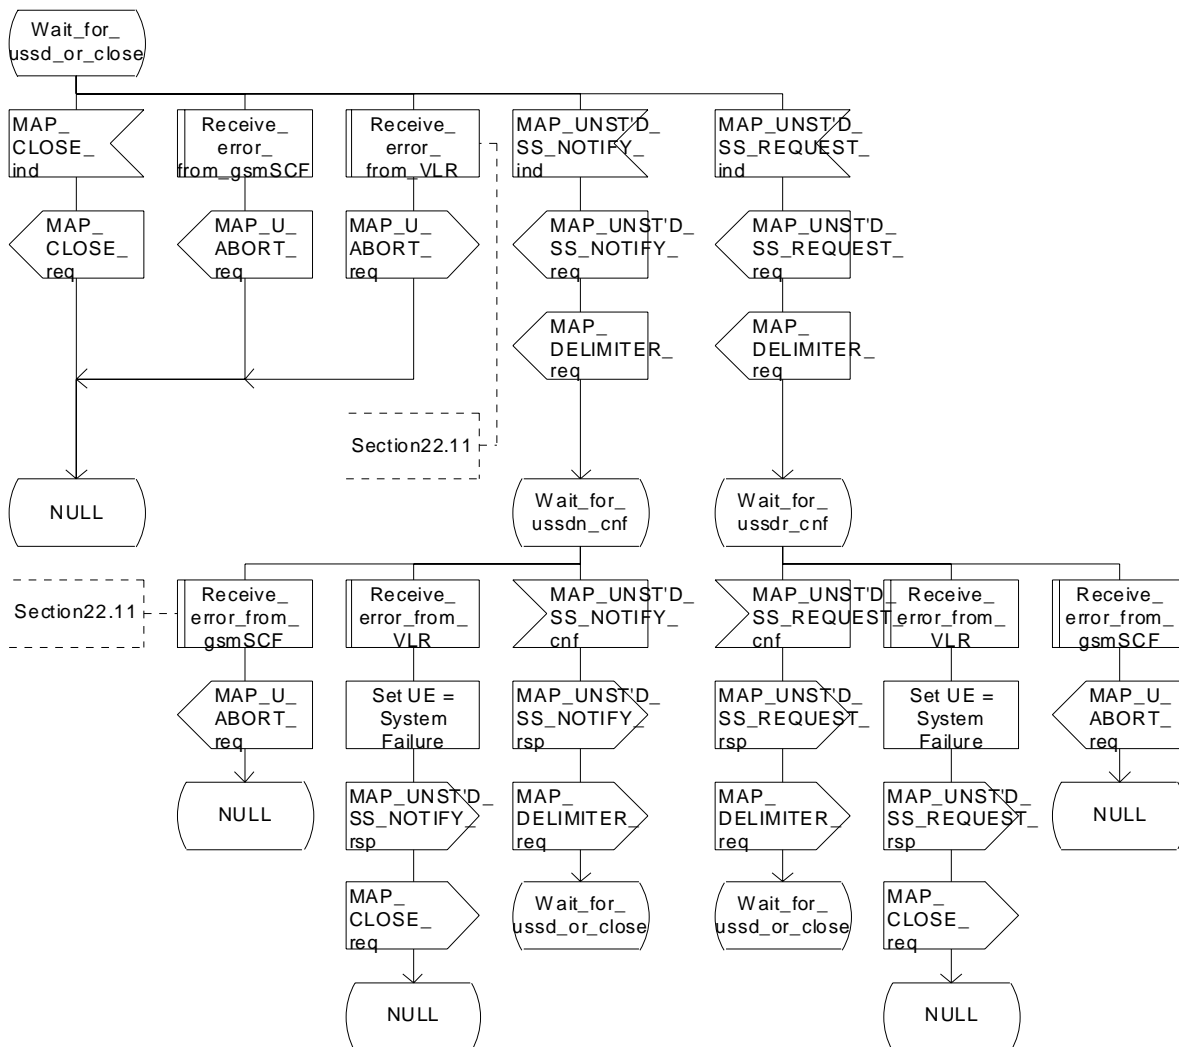 Wait_for_
ussd_or_close
MAP_
CLOSE_
ind
Receive_
error_
from_gsmSCF
Receive_
error_
from_VLR
MAP_UNST'D_
SS_NOTIFY_
ind
MAP_UNST'D_
SS_REQUEST_
ind
MAP_
CLOSE_
req
MAP_U_
ABORT_
req
MAP_U_
ABORT_
req
MAP_UNST'D_
SS_NOTIFY_
req
MAP_UNST'D_
SS_REQUEST_
req
MAP_
DELIMITER_
req
MAP_
DELIMITER_
req
Section22.11
NULL
Wait_for_
ussdn_cnf
Wait_for_
ussdr_cnf
Section22.11
Receive_
error_from_
gsmSCF
Receive_
error_from_
VLR
MAP_UNST'D_
SS_NOTIFY_
cnf
MAP_UNST'D_
SS_REQUEST_
cnf
Receive_
error_from_
VLR
Receive_
error_from_
gsmSCF
MAP_U_
ABORT_
req
Set UE =
System
Failure
MAP_UNST'D_
SS_NOTIFY_
rsp
MAP_UNST'D_
SS_REQUEST_
rsp
Set UE =
System
Failure
MAP_U_
ABORT_
req
NULL
MAP_UNST'D_
SS_NOTIFY_
rsp
MAP_
DELIMITER_
req
MAP_
DELIMITER_
req
MAP_UNST'D_
SS_REQUEST_
rsp
NULL
MAP_
CLOSE_
req
Wait_for_
ussd_or_close
Wait_for_
ussd_or_close
MAP_
CLOSE_
req
NULL
NULL